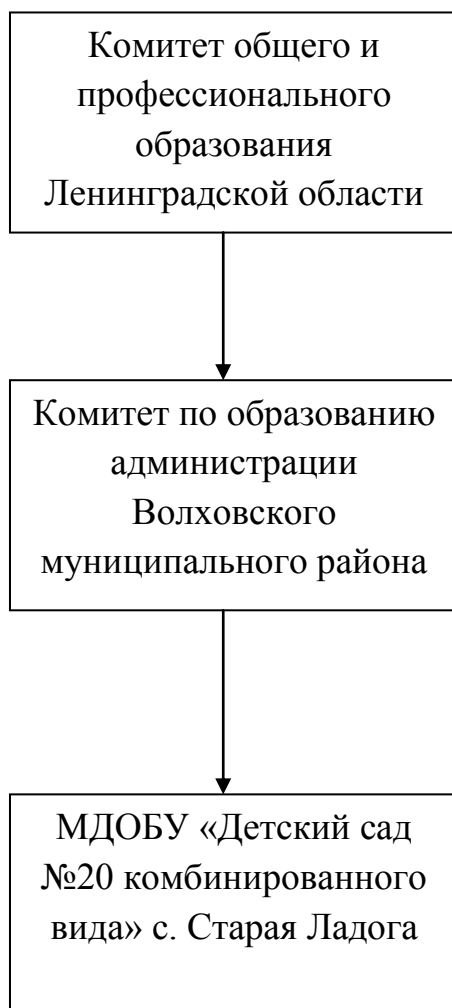 Комитет общего и
профессионального
образования
Ленинградской области
Комитет по образованию
администрации
Волховского
муниципального района
МДОБУ «Детский сад
№20 комбинированного
вида» с. Старая Ладога